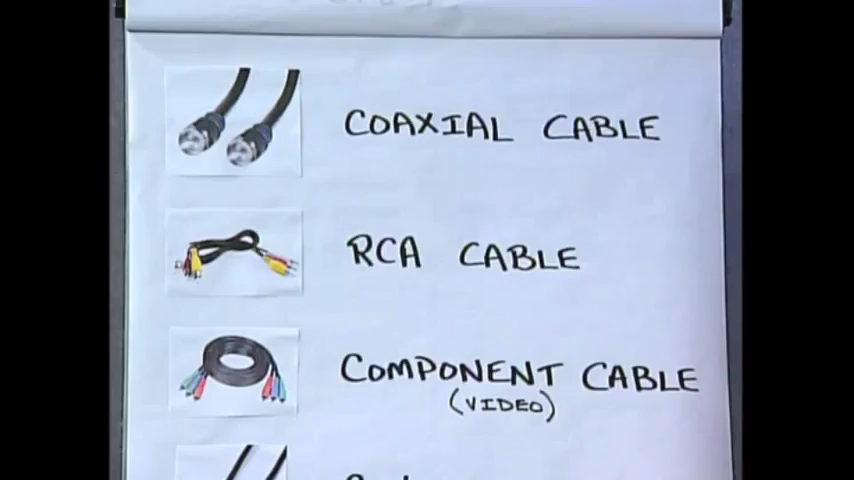 COAXIAL CABLE
RCA CABLE
COMPONENT CABLE
(VIDEO)